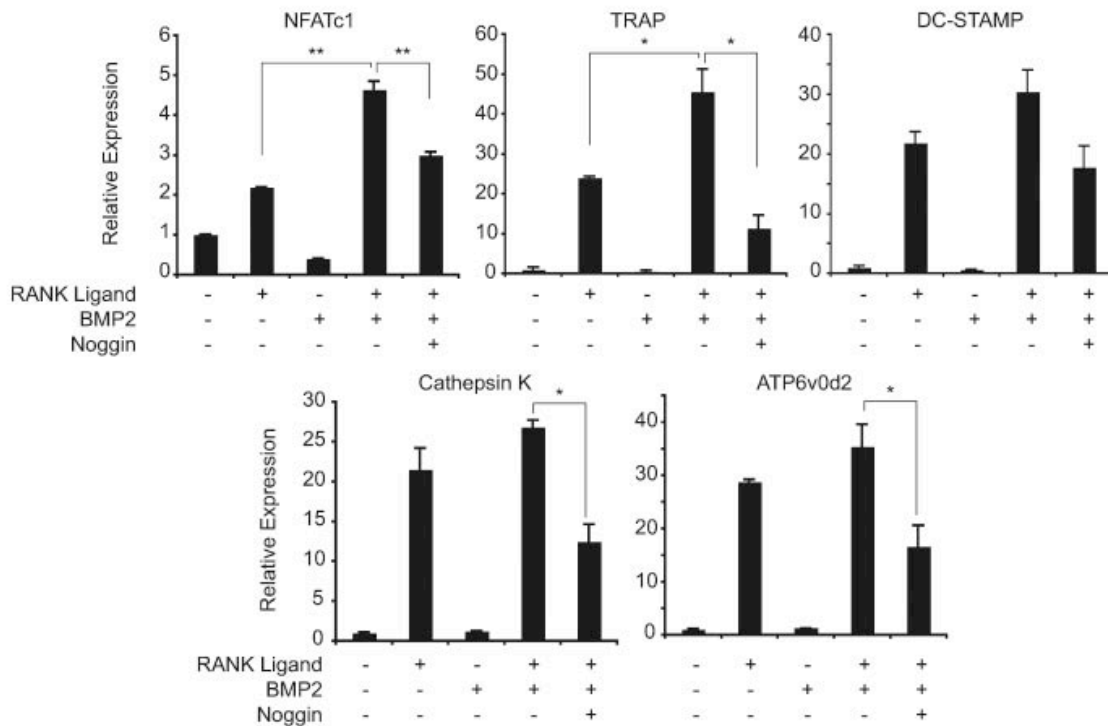 NFATc1 TRAP DC-STAMP
** ** * *
Relative Expression
6 5 4 3 2 1 0
60 50 40 30 20 10 0
40 30 20 10 0
RANK Ligand - + - + + - + - + + - + - + +
BMP2 - - + + + - - + + + - - + + +
Noggin - - - - + - - - - + - - - - +
Cathepsin K ATP6v0d2
* *
Relative Expression
30 25 20 15 10 5 0
40 30 20 10 0
RANK Ligand - + - + + - + - + +
BMP2 - - + + + - - + + +
Noggin - - - - + - - - - +